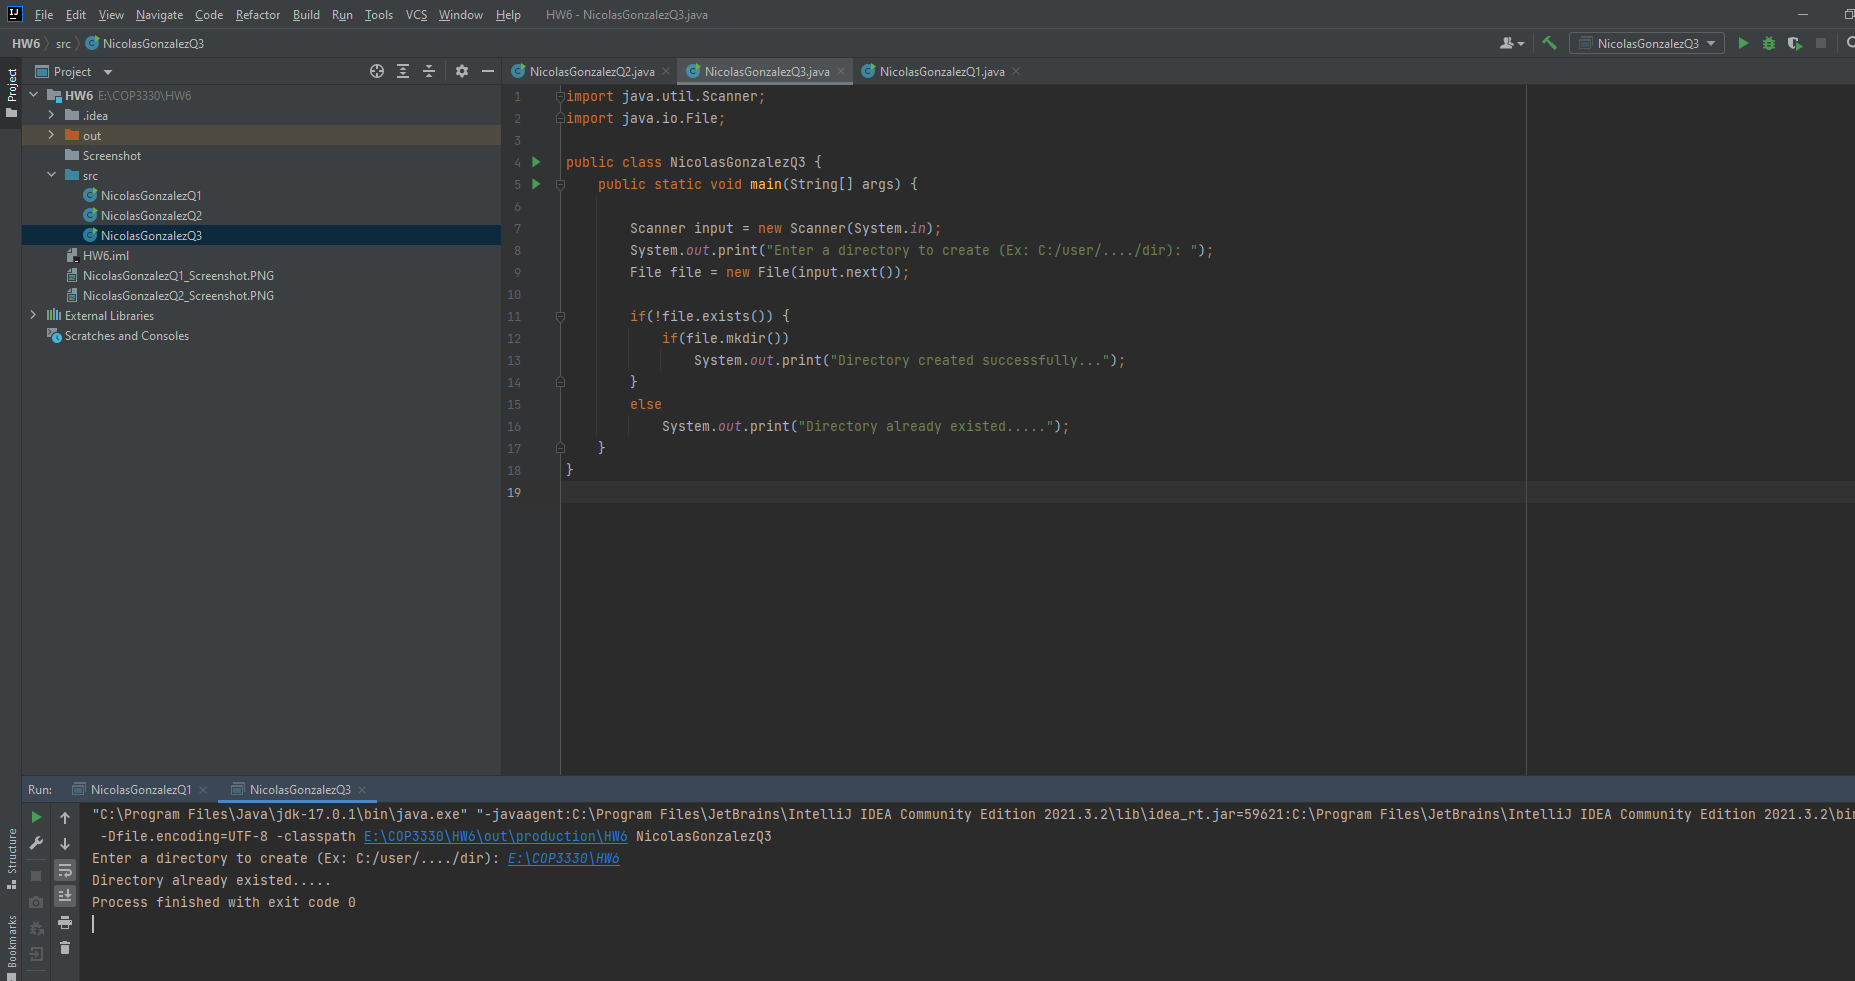 IJ File Edit View Navigate Code Refactor Build Run Tools VCS Window Help HW6 - NicolasGonzalezQ3.java
HW6 src NicolasGonzalezQ3 NicolasGonzalezQ3
Project
Project
NicolasGonzalezQ2.java NicolasGonzalezQ3.java NicolasGonzalezQ1.java
HW6 E:\COP3330\HW6
.idea
out
Screenshot
src
NicolasGonzalezQ1
NicolasGonzalezQ2
NicolasGonzalezQ3
HW6.iml
NicolasGonzalezQ1_Screenshot.PNG
NicolasGonzalezQ2_Screenshot.PNG
External Libraries
Scratches and Consoles
1 import java.util.Scanner;
2 import java.io.File;
3
4 public class NicolasGonzalezQ3 {
5 public static void main(String[] args) {
6
7 Scanner input = new Scanner(System.in);
8 System.out.print("Enter a directory to create (Ex: C:/user/..../dir): ");
9 File file = new File(input.next());
10
11 if(!file.exists()) {
12 if(file.mkdir())
13 System.out.print("Directory created successfully...");
14 }
15 else
16 System.out.print("Directory already existed.....");
17 }
18 }
19
Run: NicolasGonzalezQ1 NicolasGonzalezQ3
"C:\Program Files\Java\jdk-17.0.1\bin\java.exe" "-javaagent:C:\Program Files\JetBrains\IntelliJ IDEA Community Edition 2021.3.2\lib\idea_rt.jar=59621:C:\Program Files\JetBrains\IntelliJ IDEA Community Edition 2021.3.2\bin
-Dfile.encoding=UTF-8 -classpath E:\COP3330\HW6\out\production\HW6 NicolasGonzalezQ3
Enter a directory to create (Ex: C:/user/..../dir): E:\COP3330\HW6
Directory already existed.....
Process finished with exit code 0
Structure
Bookmarks